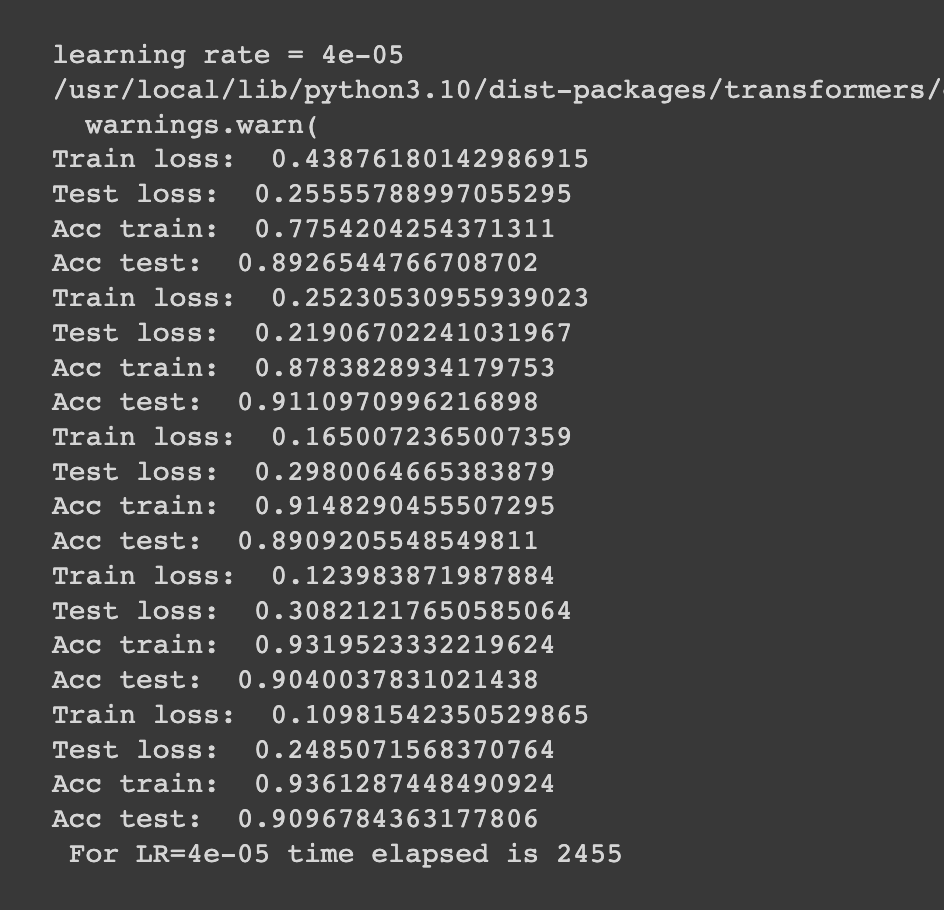 learning rate = 4e-05
/usr/local/lib/python3.10/dist-packages/transformers/
warnings.warn(
Train loss:  0.43876180142986915
Test loss:  0.25555788997055295
Acc train:  0.7754204254371311
Acc test:  0.8926544766708702
Train loss:  0.25230530955939023
Test loss:  0.21906702241031967
Acc train:  0.8783828934179753
Acc test:  0.9110970996216898
Train loss:  0.1650072365007359
Test loss:  0.2980064665383879
Acc train:  0.9148290455507295
Acc test:  0.8909205548549811
Train loss:  0.123983871987884
Test loss:  0.30821217650585064
Acc train:  0.9319523332219624
Acc test:  0.9040037831021438
Train loss:  0.10981542350529865
Test loss:  0.2485071568370764
Acc train:  0.9361287448490924
Acc test:  0.9096784363177806
For LR=4e-05 time elapsed is 2455